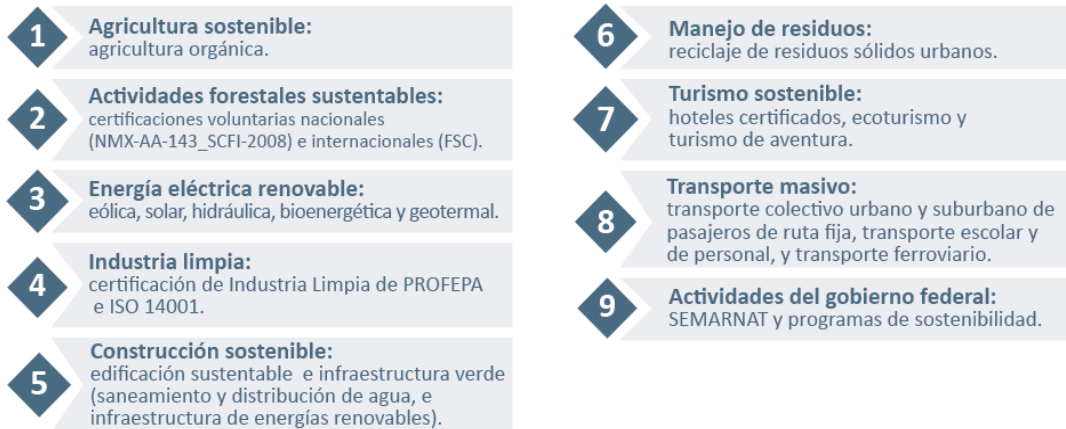 1
Agricultura sostenible:
agricultura orgánica.
2
Actividades forestales sustentables:
certificaciones voluntarias nacionales
(NMX-AA-143_SCFI-2008) e internacionales (FSC).
3
Energía eléctrica renovable:
eólica, solar, hidráulica, bioenergética y geotermal.
4
Industria limpia:
certificación de Industria Limpia de PROFEPA
e ISO 14001.
5
Construcción sostenible:
edificación sustentable e infraestructura verde
(saneamiento y distribución de agua, e
infraestructura de energías renovables).
6
Manejo de residuos:
reciclaje de residuos sólidos urbanos.
7
Turismo sostenible:
hoteles certificados, ecoturismo y
turismo de aventura.
8
Transporte masivo:
transporte colectivo urbano y suburbano de
pasajeros de ruta fija, transporte escolar y
de personal, y transporte ferroviario.
9
Actividades del gobierno federal:
SEMARNAT y programas de sostenibilidad.